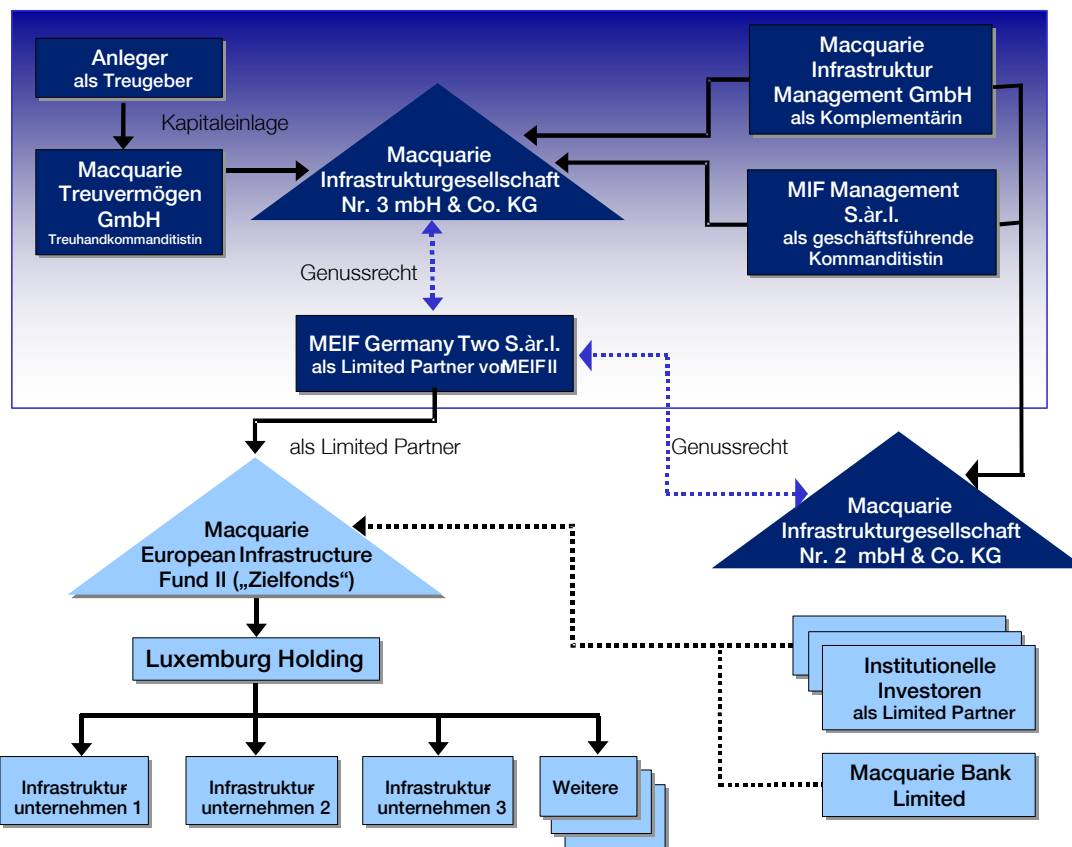 Anleger
als Treugeber
Kapitaleinlage
Macquarie
Treuvermögen
GmbH
Treuhandkommanditistin
Macquarie
Infrastrukturgesellschaft
Nr. 3 mbH & Co. KG
Macquarie
Infrastruktur
Management GmbH
als Komplementärin
MIF Management
S.àr.l.
als geschäftsführende
Kommanditistin
Genussrecht
MEIF Germany Two S.àr.l.
als Limited Partner von MEIF II
als Limited Partner
Genussrecht
Macquarie
Infrastrukturgesellschaft
Nr. 2 mbH & Co. KG
Macquarie
European Infrastructure
Fund II („Zielfonds“)
Luxemburg Holding
Institutionelle
Investoren
als Limited Partner
Infrastruktur-
unternehmen 1
Infrastruktur-
unternehmen 2
Infrastruktur-
unternehmen 3
Weitere
Macquarie Bank
Limited